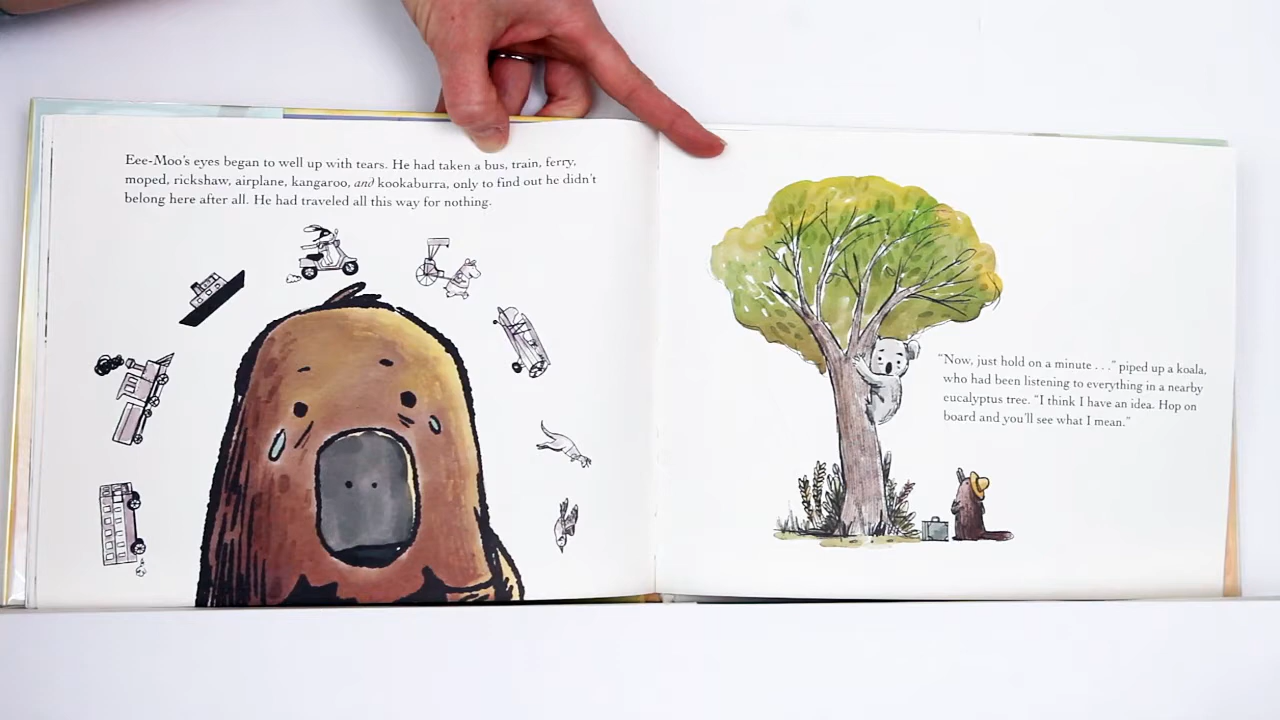 Eee-Moo's eyes began to well up with tears. He had taken a bus, train, ferry,
moped, rickshaw, airplane, kangaroo, and kookaburra, only to find out he didn't
belong here after all. He had traveled all this way for nothing.
"Now, just hold on a minute . . ." piped up a koala,
who had been listening to everything in a nearby
eucalyptus tree. "I think I have an idea. Hop on
board and you'll see what I mean."